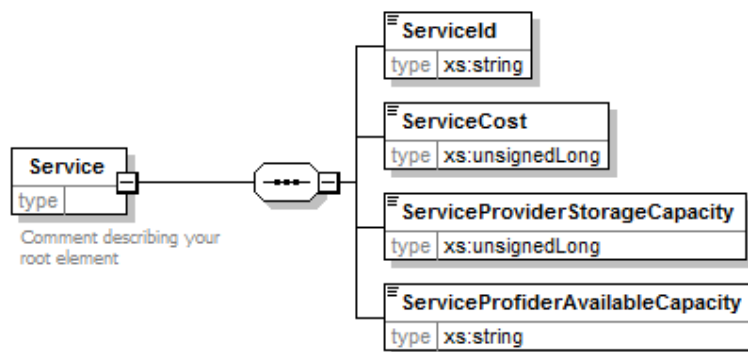 ServiceId
type xs:string
ServiceCost
type xs:unsignedLong
Service
type
Comment describing your
root element
ServiceProviderStorageCapacity
type xs:unsignedLong
ServiceProfiderAvailableCapacity
type xs:string